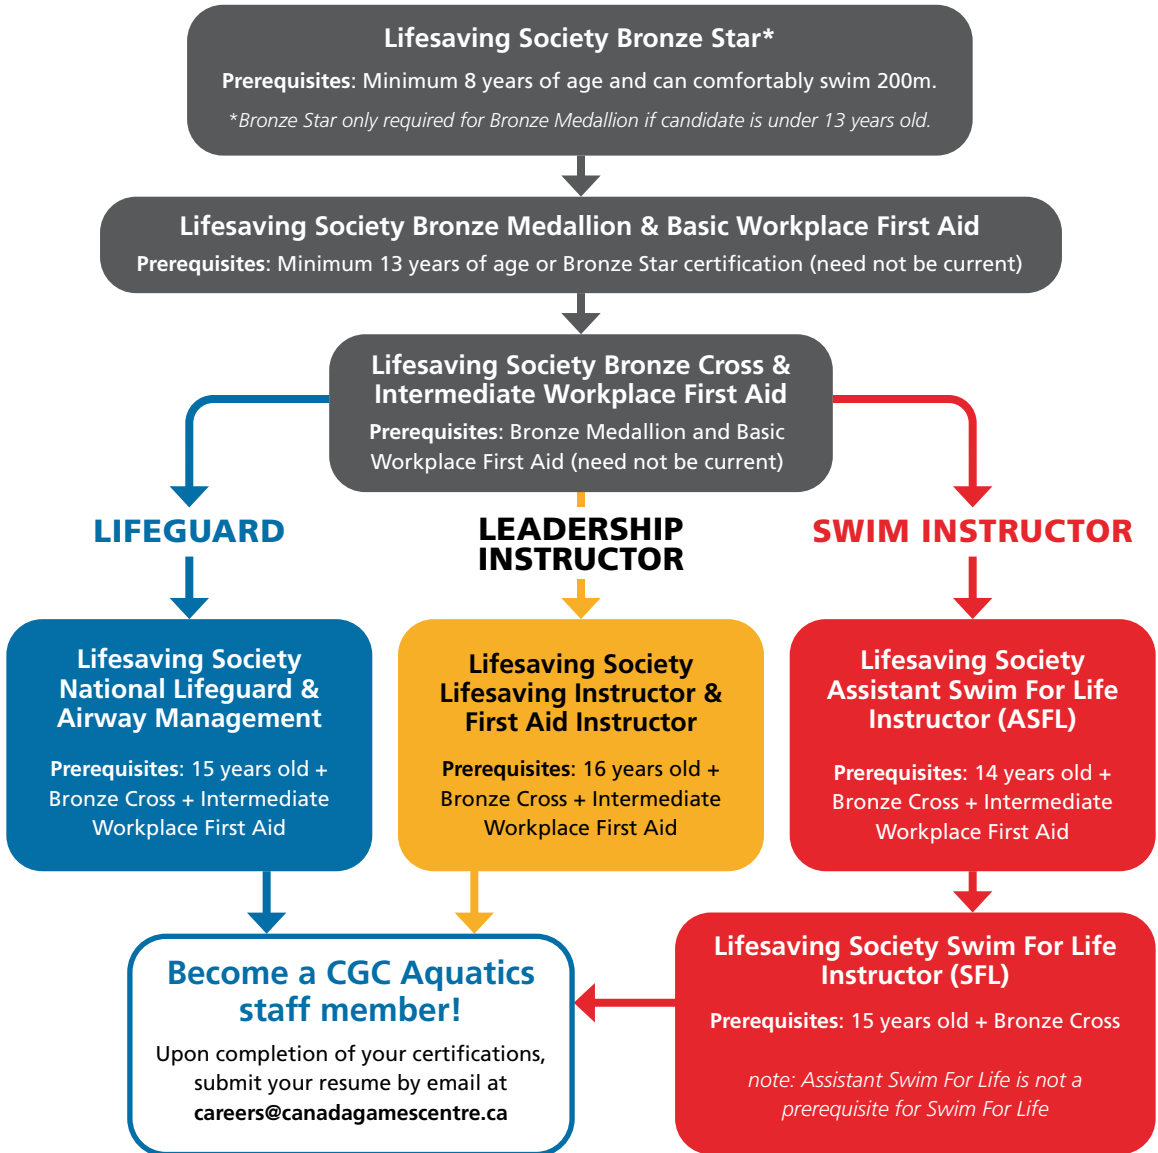 Lifesaving Society Bronze Star*
Prerequisites: Minimum 8 years of age and can comfortably swim 200m.
*Bronze Star only required for Bronze Medallion if candidate is under 13 years old.
Lifesaving Society Bronze Medallion & Basic Workplace First Aid
Prerequisites: Minimum 13 years of age or Bronze Star certification (need not be current)
Lifesaving Society Bronze Cross &
Intermediate Workplace First Aid
Prerequisites: Bronze Medallion and Basic
Workplace First Aid (need not be current)
LIFEGUARD
LEADERSHIP
INSTRUCTOR
SWIM INSTRUCTOR
Lifesaving Society
National Lifeguard &
Airway Management
Prerequisites: 15 years old +
Bronze Cross + Intermediate
Workplace First Aid
Lifesaving Society
Lifesaving Instructor &
First Aid Instructor
Prerequisites: 16 years old +
Bronze Cross + Intermediate
Workplace First Aid
Lifesaving Society
Assistant Swim For Life
Instructor (ASFL)
Prerequisites: 14 years old +
Bronze Cross + Intermediate
Workplace First Aid
Become a CGC Aquatics
staff member!
Upon completion of your certifications,
submit your resume by email at
careers@canadagamescentre.ca
Lifesaving Society Swim For Life
Instructor (SFL)
Prerequisites: 15 years old + Bronze Cross
note: Assistant Swim For Life is not a
prerequisite for Swim For Life